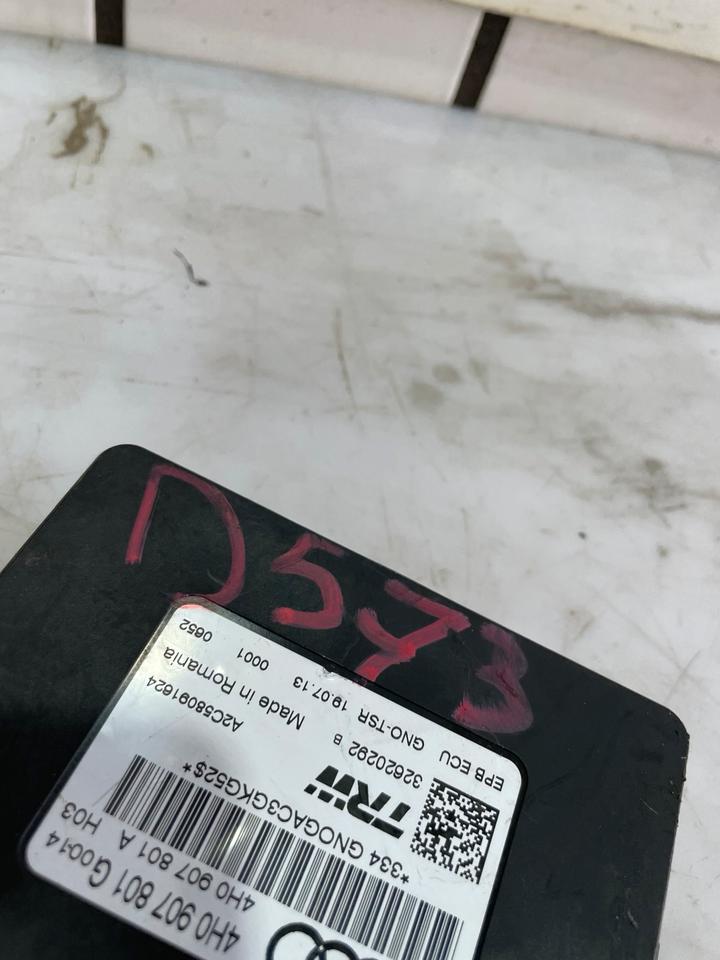 D573
4H0 907 801 G 0014
4H0 907 801 A H03
*334 GNOGAC3GKG52$*
TRW
32620292 B
A2C58091624
Made in Romania
EPB ECU GNO-TSR 19.07.13 0001 0652